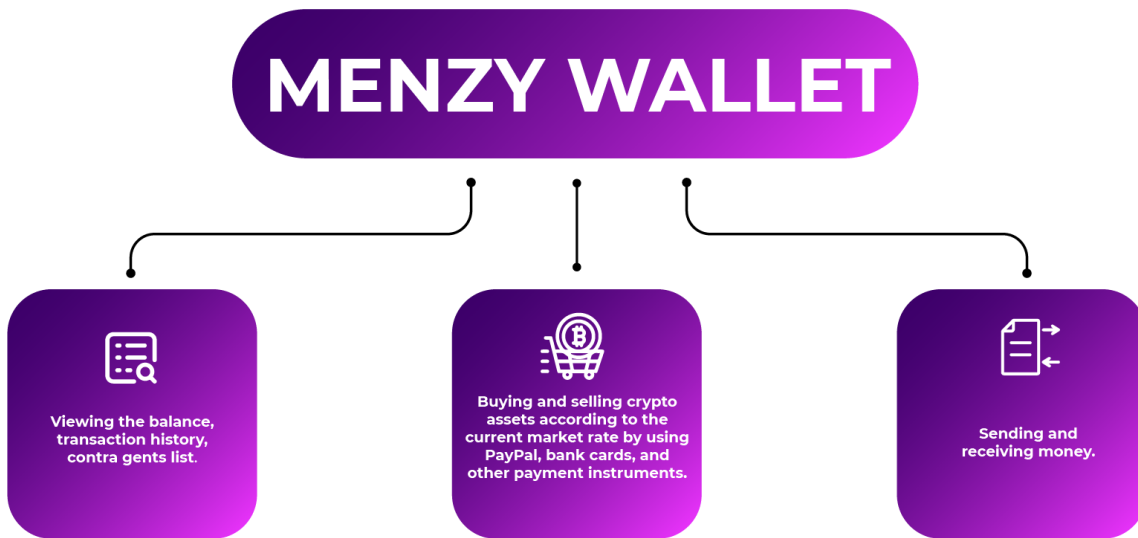 MENZY WALLET
Viewing the balance,
transaction history,
contra gents list.
Buying and selling crypto
assets according to the
current market rate by using
PayPal, bank cards, and
other payment instruments.
Sending and
receiving money.